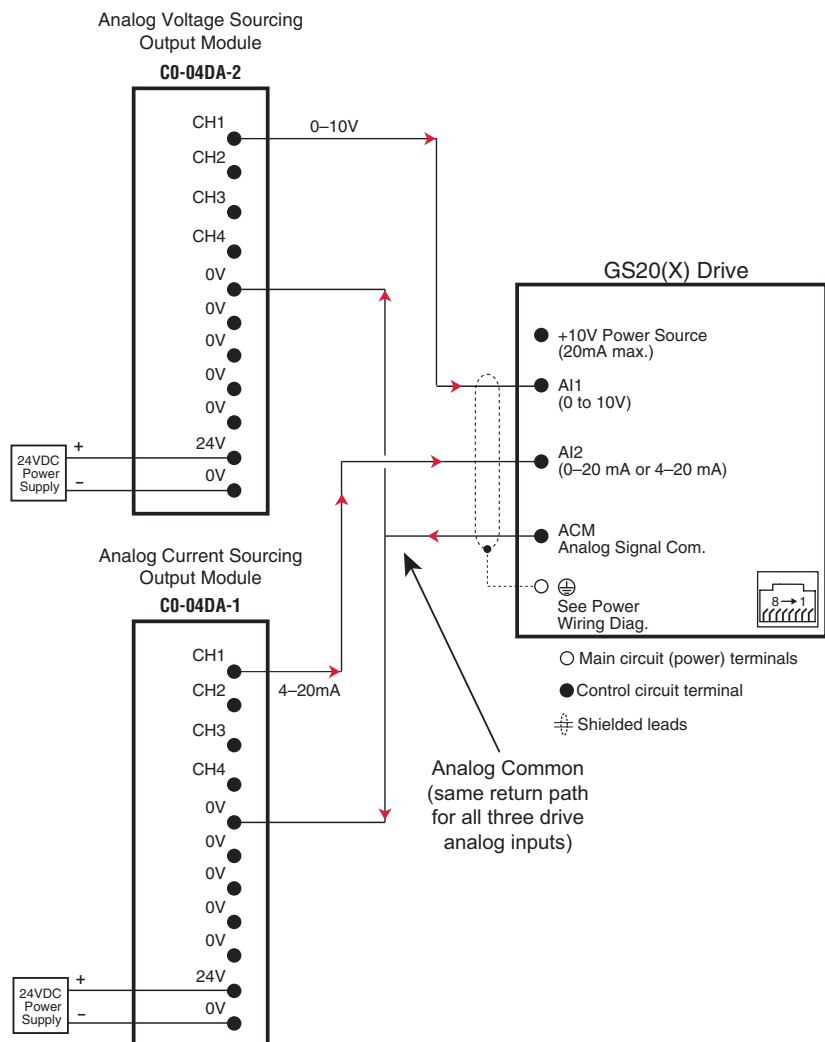 Analog Voltage Sourcing
Output Module
C0-04DA-2
CH1
0–10V
CH2
CH3
CH4
0V
0V
0V
0V
0V
24V
0V
+
–
24VDC
Power
Supply
GS20(X) Drive
+10V Power Source
(20mA max.)
AI1
(0 to 10V)
AI2
(0–20 mA or 4–20 mA)
ACM
Analog Signal Com.
See Power
Wiring Diag.
8→1
Main circuit (power) terminals
Control circuit terminal
Shielded leads
Analog Common
(same return path
for all three drive
analog inputs)
Analog Current Sourcing
Output Module
C0-04DA-1
CH1
4–20mA
CH2
CH3
CH4
0V
0V
0V
0V
0V
24V
0V
+
–
24VDC
Power
Supply